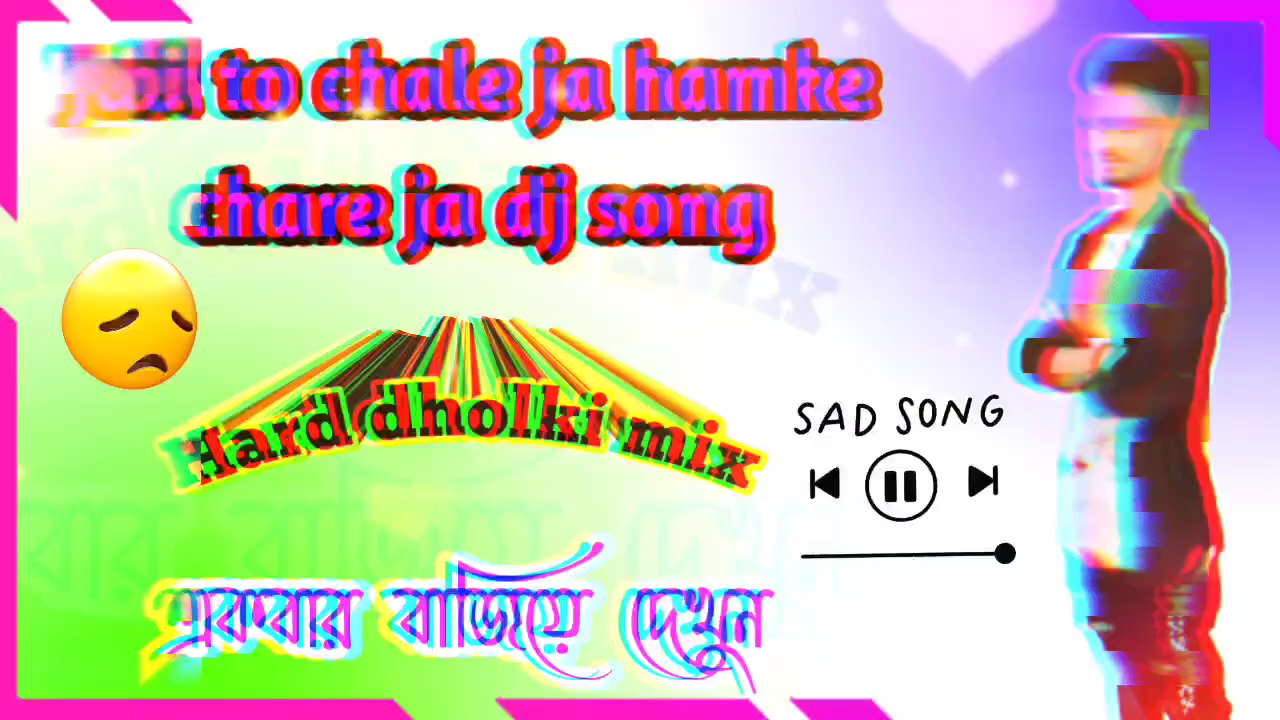 to chale ja hamke
chare ja dj song
Hard dholki mix
SAD SONG
একবার বাজিয়ে দেখুন